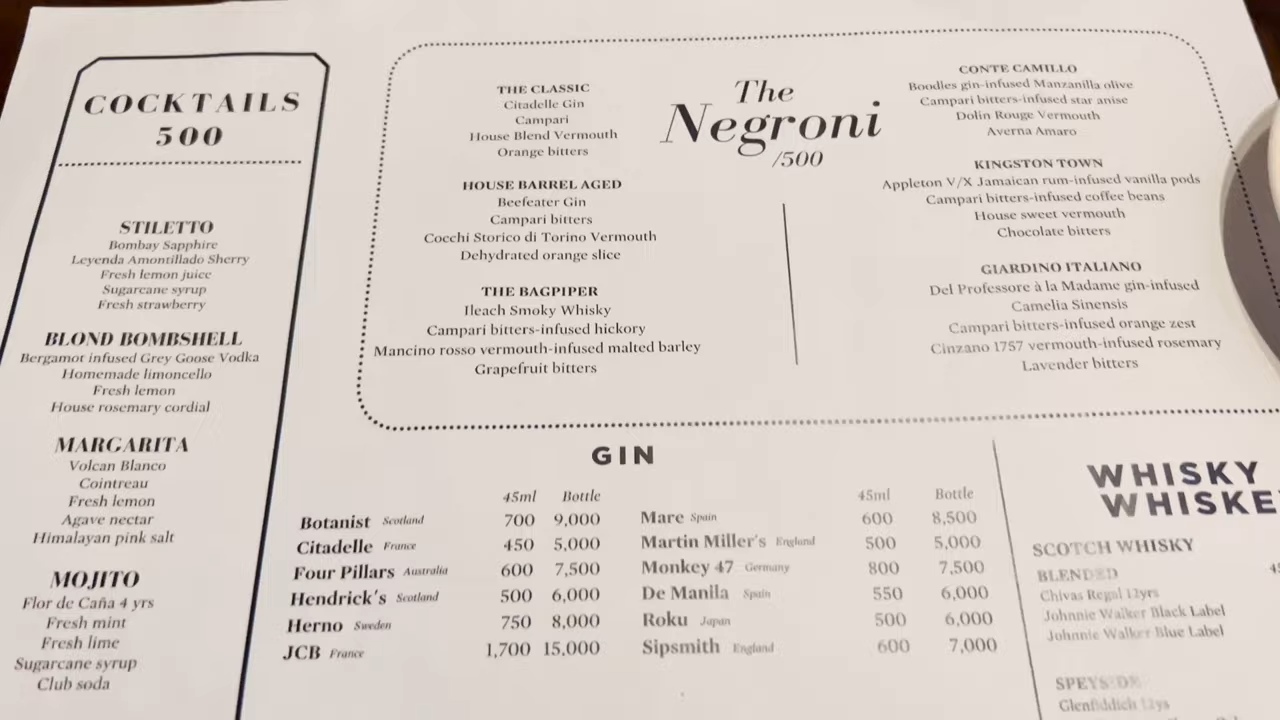 COCKTAILS
500
STILETTO
Bombay Sapphire
Leyenda Amontillado Sherry
Fresh lemon juice
Sugarcane syrup
Fresh strawberry
BLOND BOMBSHELL
Bergamot infused Grey Goose Vodka
Homemade limoncello
Fresh lemon
House rosemary cordial
MARGARITA
Volcan Blanco
Cointreau
Fresh lemon
Agave nectar
Himalayan pink salt
MOJITO
Flor de Caña 4 yrs
Fresh mint
Fresh lime
Sugarcane syrup
Club soda
The
Negroni
/500
THE CLASSIC
Citadelle Gin
Campari
House Blend Vermouth
Orange bitters
HOUSE BARREL AGED
Beefeater Gin
Campari bitters
Cocchi Storico di Torino Vermouth
Dehydrated orange slice
THE BAGPIPER
Ileach Smoky Whisky
Campari bitters-infused hickory
Mancino rosso vermouth-infused malted barley
Grapefruit bitters
CONTE CAMILLO
Boodles gin-infused Manzanilla olive
Campari bitters-infused star anise
Dolin Rouge Vermouth
Averna Amaro
KINGSTON TOWN
Appleton V/X Jamaican rum-infused vanilla pods
Campari bitters-infused coffee beans
House sweet vermouth
Chocolate bitters
GIARDINO ITALIANO
Del Professore à la Madame gin-infused
Camelia Sinensis
Campari bitters-infused orange zest
Cinzano 1757 vermouth-infused rosemary
Lavender bitters
GIN
45ml Bottle
Botanist Scotland 700 9,000
Citadelle France 450 5,000
Four Pillars Australia 600 7,500
Hendrick's Scotland 500 6,000
Herno Sweden 750 8,000
JCB France 1,700 15,000
45ml Bottle
Mare Spain 600 8,500
Martin Miller's England 500 5,000
Monkey 47 Germany 800 7,500
De Manila Spain 550 6,000
Roku Japan 500 6,000
Sipsmith England 600 7,000
WHISKY
WHISKE
SCOTCH WHISKY
BLENDED
Chivas Regal 12yrs
Johnnie Walker Black Label
Johnnie Walker Blue Label
SPEYSIDE
Glenfiddich 12ys